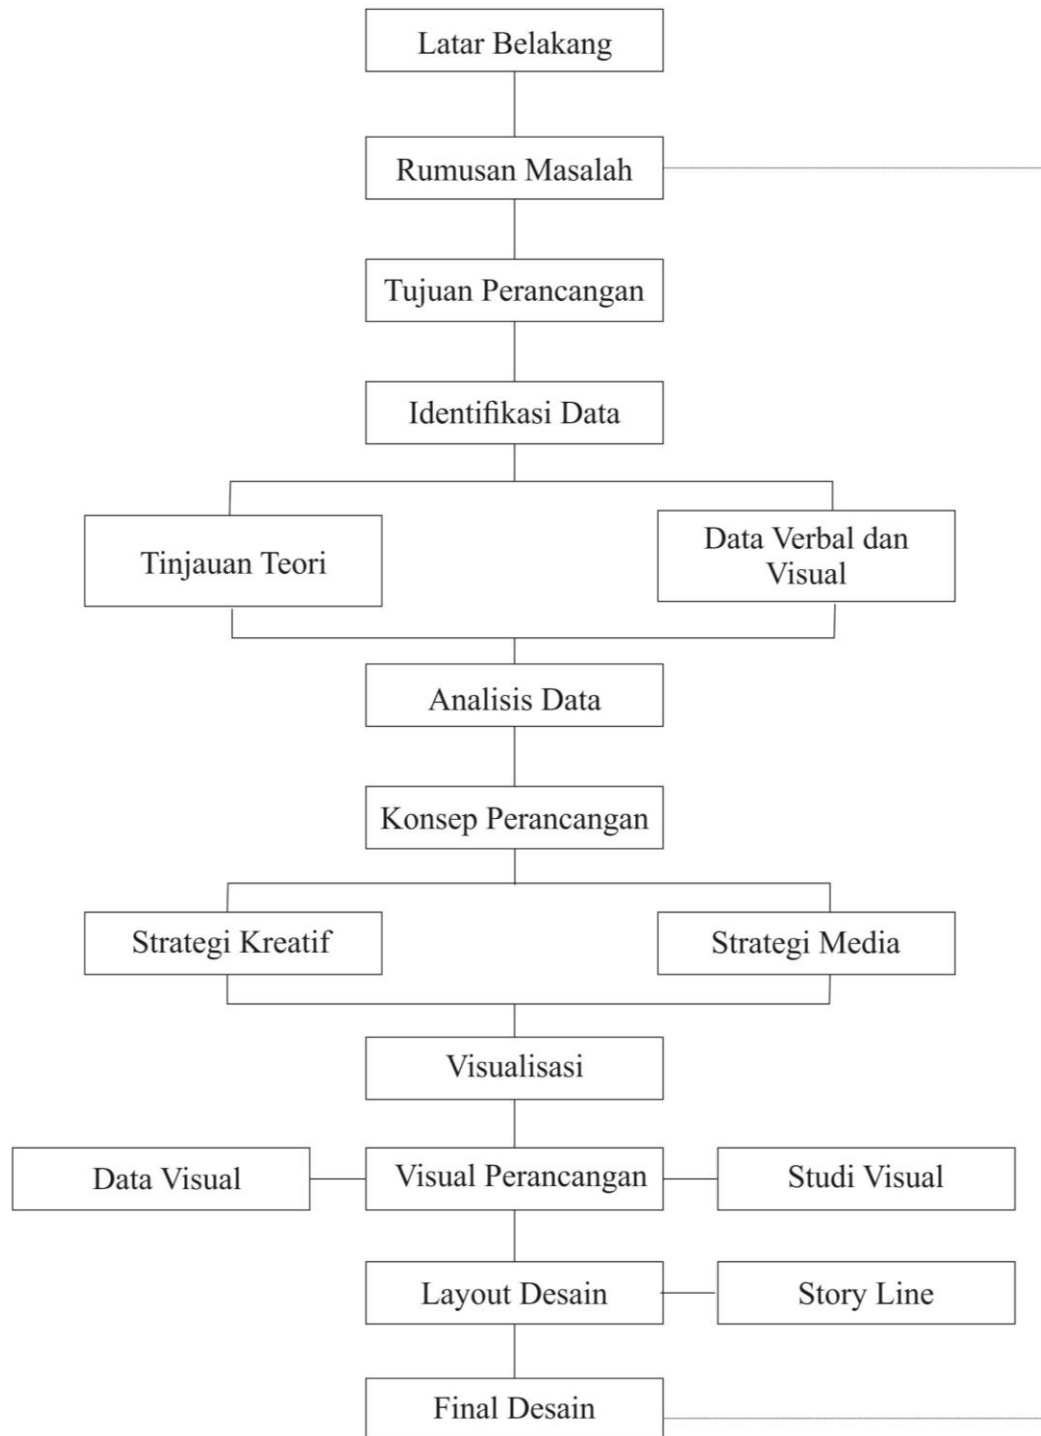 Latar Belakang
Rumusan Masalah
Tujuan Perancangan
Identifikasi Data
Tinjauan Teori
Data Verbal dan
Visual
Analisis Data
Konsep Perancangan
Strategi Kreatif
Strategi Media
Visualisasi
Data Visual
Visual Perancangan
Studi Visual
Layout Desain
Story Line
Final Desain